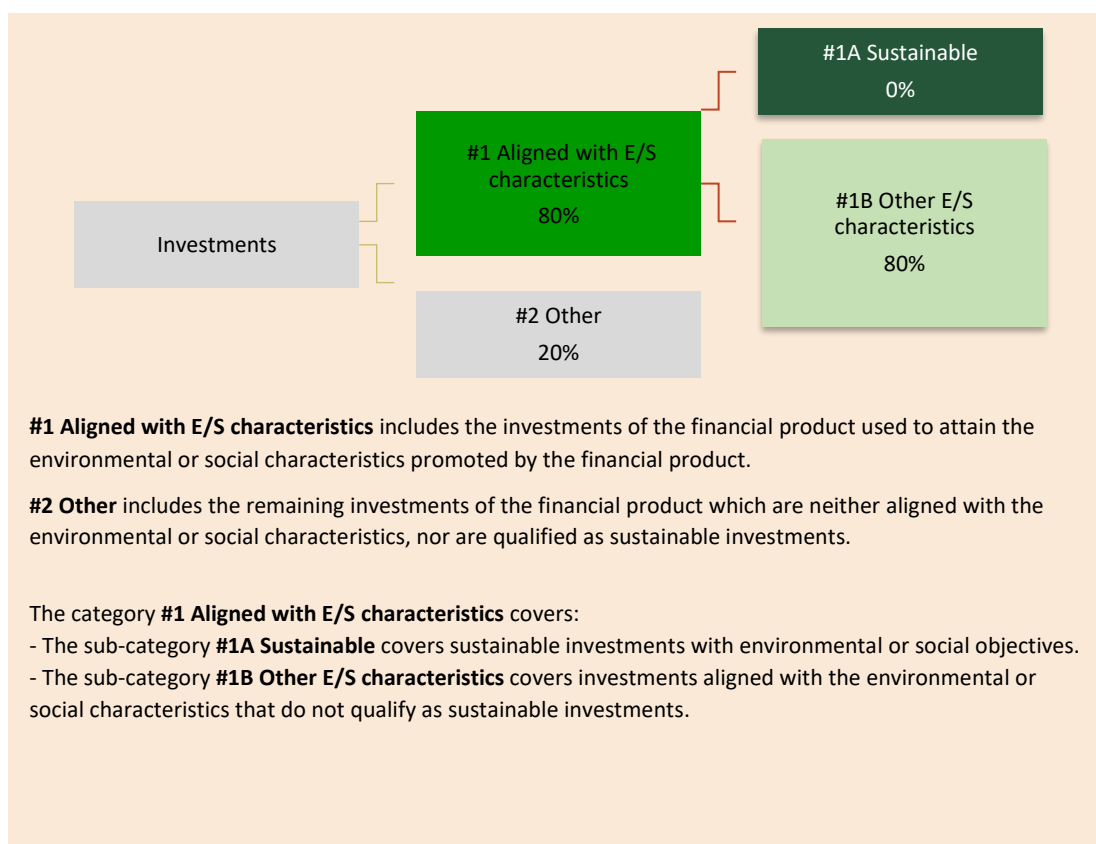 #1A Sustainable
0%
#1 Aligned with E/S
characteristics
80%
#1B Other E/S
characteristics
80%
Investments
#2 Other
20%
#1 Aligned with E/S characteristics includes the investments of the financial product used to attain the
environmental or social characteristics promoted by the financial product.
#2 Other includes the remaining investments of the financial product which are neither aligned with the
environmental or social characteristics, nor are qualified as sustainable investments.
The category #1 Aligned with E/S characteristics covers:
- The sub-category #1A Sustainable covers sustainable investments with environmental or social objectives.
- The sub-category #1B Other E/S characteristics covers investments aligned with the environmental or
social characteristics that do not qualify as sustainable investments.